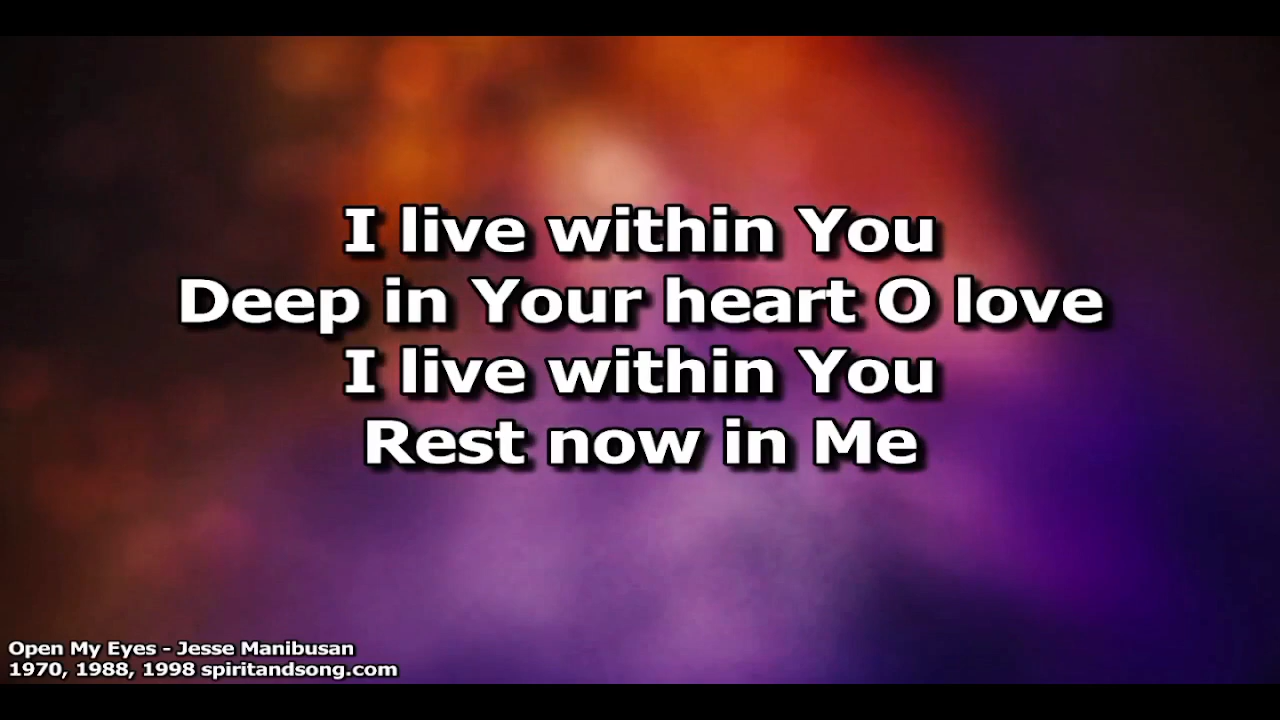 I live within You
Deep in Your heart O love
I live within You
Rest now in Me
Open My Eyes - Jesse Manibusan
1970, 1988, 1998 spiritandsong.com